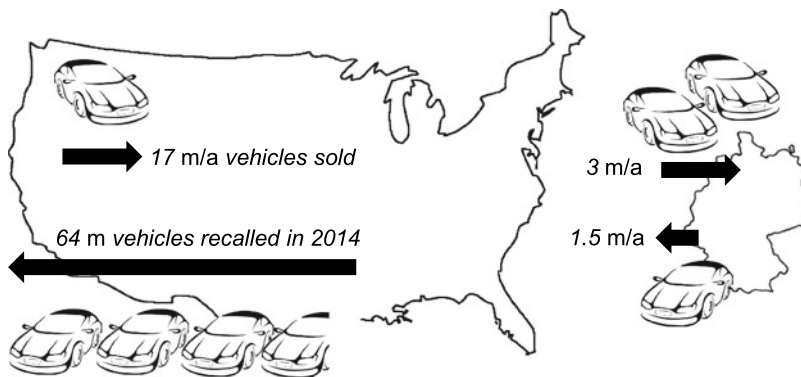 17 m/a vehicles sold
3 m/a
64 m vehicles recalled in 2014
1.5 m/a